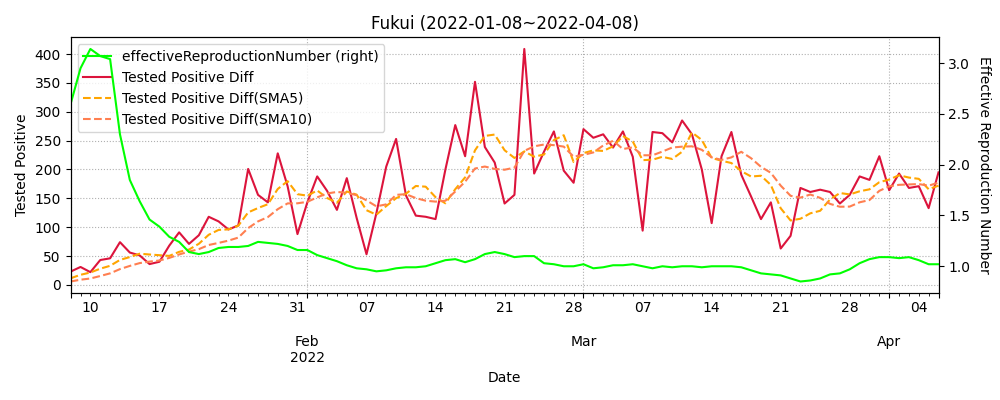 Fukui (2022-01-08~2022-04-08)
effectiveReproductionNumber (right)
Tested Positive Diff
Tested Positive Diff(SMA5)
Tested Positive Diff(SMA10)
Tested Positive
400
350
300
250
200
150
100
50
0
3.0
2.5
2.0
1.5
1.0
Effective Reproduction Number
10 17 24 31 07 14 21 28 07 14 21 28 04
Feb Mar Apr
2022
Date